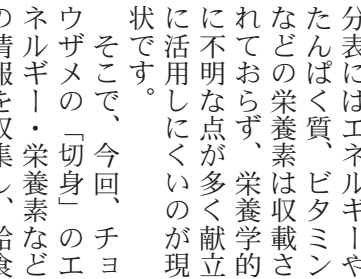 分表にはエネルギーや
たんぱく質、ビタミン
などの栄養素は収載さ
れておらず、栄養学的
に不明な点が多く献立
に活用しにくいのが現
状です。
そこで、今回、チョ
ウザメの「切身」のエ
ネルギー・栄養素など
の情報を収集し、給食